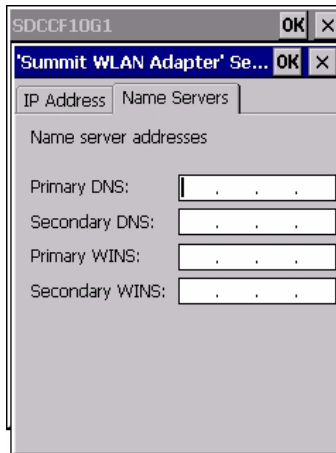 SDCCF10G1 OK ×
'Summit WLAN Adapter' Se... OK ×
IP Address Name Servers
Name server addresses
Primary DNS: . . .
Secondary DNS: . . .
Primary WINS: . . .
Secondary WINS: . . .